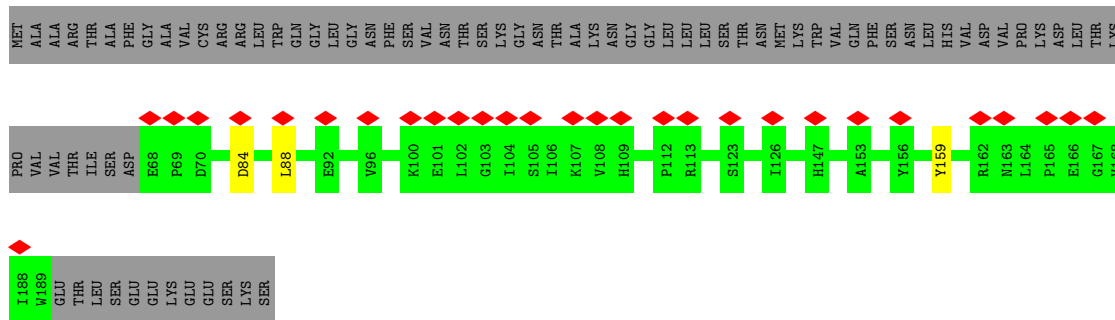 MET ALA ALA ARG THR ALA PHE GLY ALA VAL CYS ARG ARG LEU TRP GLN GLY LEU GLY ASN PHE SER VAL ASN THR SER LYS GLY ASN THR ALA LYS ASN GLY GLY LEU LEU LEU SER THR ASN MET LYS TRP VAL GLN PHE SER ASN LEU HIS VAL ASP VAL PRO LYS ASP LEU THR LYS
PRO VAL VAL THR ILE SER ASP E68 P69 D70 D84 L88 E92 V96 K100 E101 L102 G103 I104 S105 I106 K107 V108 H109 P112 R113 S123 I126 H147 A153 Y156 Y159 R162 N163 L164 P165 E166 G167
I188 W189 GLU THR LEU SER GLU GLU LYS GLU GLU SER LYS SER